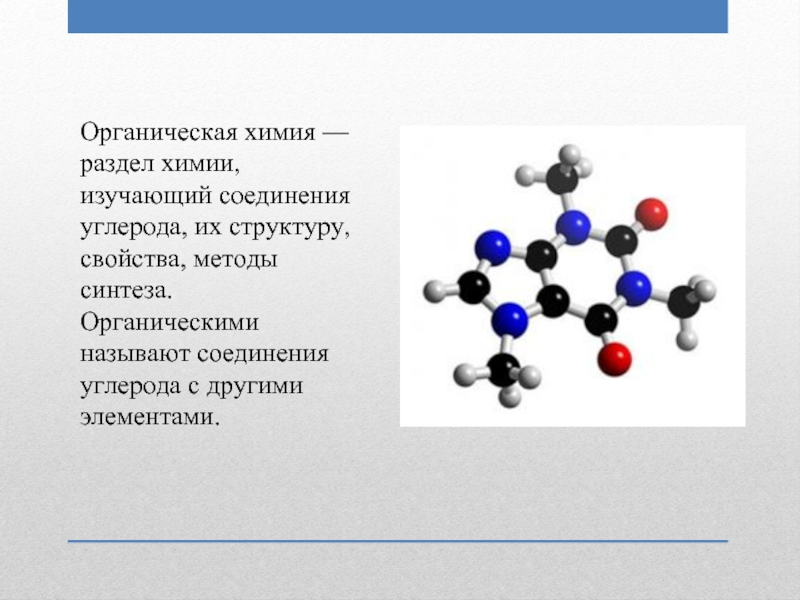 Органическая химия —
раздел химии,
изучающий соединения
углерода, их структуру,
свойства, методы
синтеза.
Органическими
называют соединения
углерода с другими
элементами.